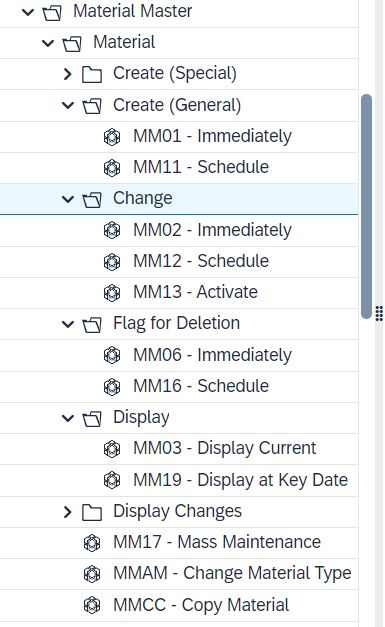 Material Master
Material
Create (Special)
Create (General)
MM01 - Immediately
MM11 - Schedule
Change
MM02 - Immediately
MM12 - Schedule
MM13 - Activate
Flag for Deletion
MM06 - Immediately
MM16 - Schedule
Display
MM03 - Display Current
MM19 - Display at Key Date
Display Changes
MM17 - Mass Maintenance
MMAM - Change Material Type
MMCC - Copy Material